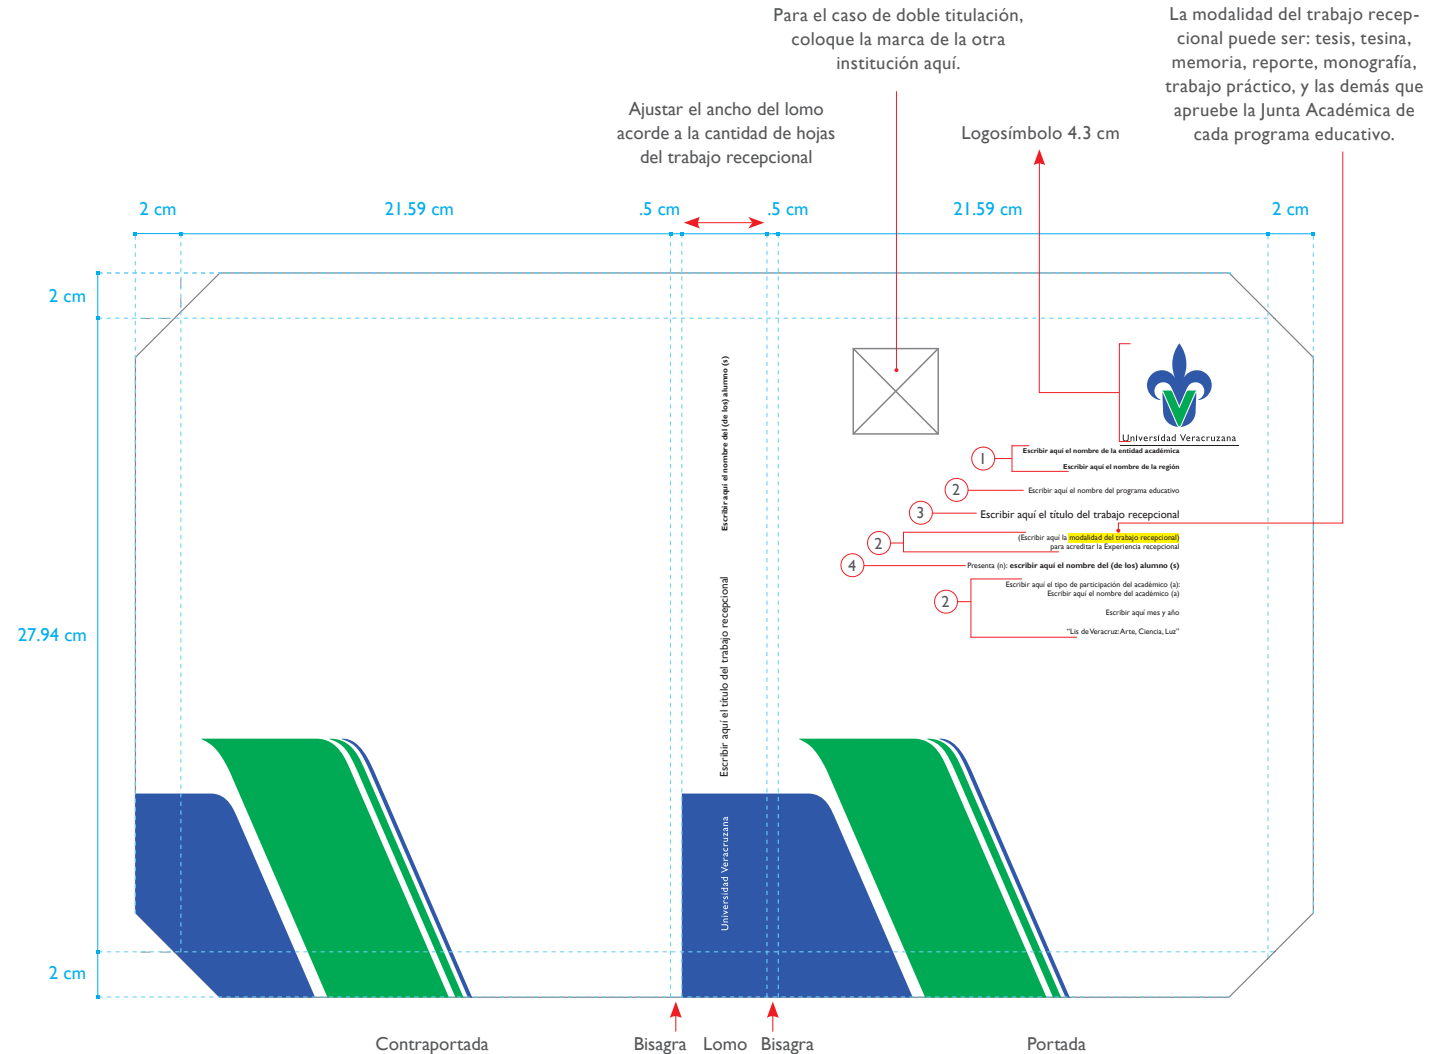 Para el caso de doble titulación,
coloque la marca de la otra
institución aquí.
La modalidad del trabajo recep-
cional puede ser: tesis, tesina,
memoria, reporte, monografía,
trabajo práctico, y las demás que
apruebe la Junta Académica de
cada programa educativo.
Ajustar el ancho del lomo
acorde a la cantidad de hojas
del trabajo recepcional
Logosímbolo 4.3 cm
2 cm
21.59 cm
.5 cm
.5 cm
21.59 cm
2 cm
2 cm
27.94 cm
2 cm
Escribir aquí el nombre del (de los) alumno (s)
Escribir aquí el título del trabajo recepcional
Universidad Veracruzana
Universidad Veracruzana
1
Escribir aquí el nombre de la entidad académica
Escribir aquí el nombre de la región
2
Escribir aquí el nombre del programa educativo
3
Escribir aquí el título del trabajo recepcional
2
(Escribir aquí la modalidad del trabajo recepcional)
para acreditar la Experiencia recepcional
4
Presenta (n): escribir aquí el nombre del (de los) alumno (s)
2
Escribir aquí el tipo de participación del académico (a):
Escribir aquí el nombre del académico (a)
Escribir aquí mes y año
“Lis de Veracruz: Arte, Ciencia, Luz”
Contraportada
Bisagra
Lomo
Bisagra
Portada